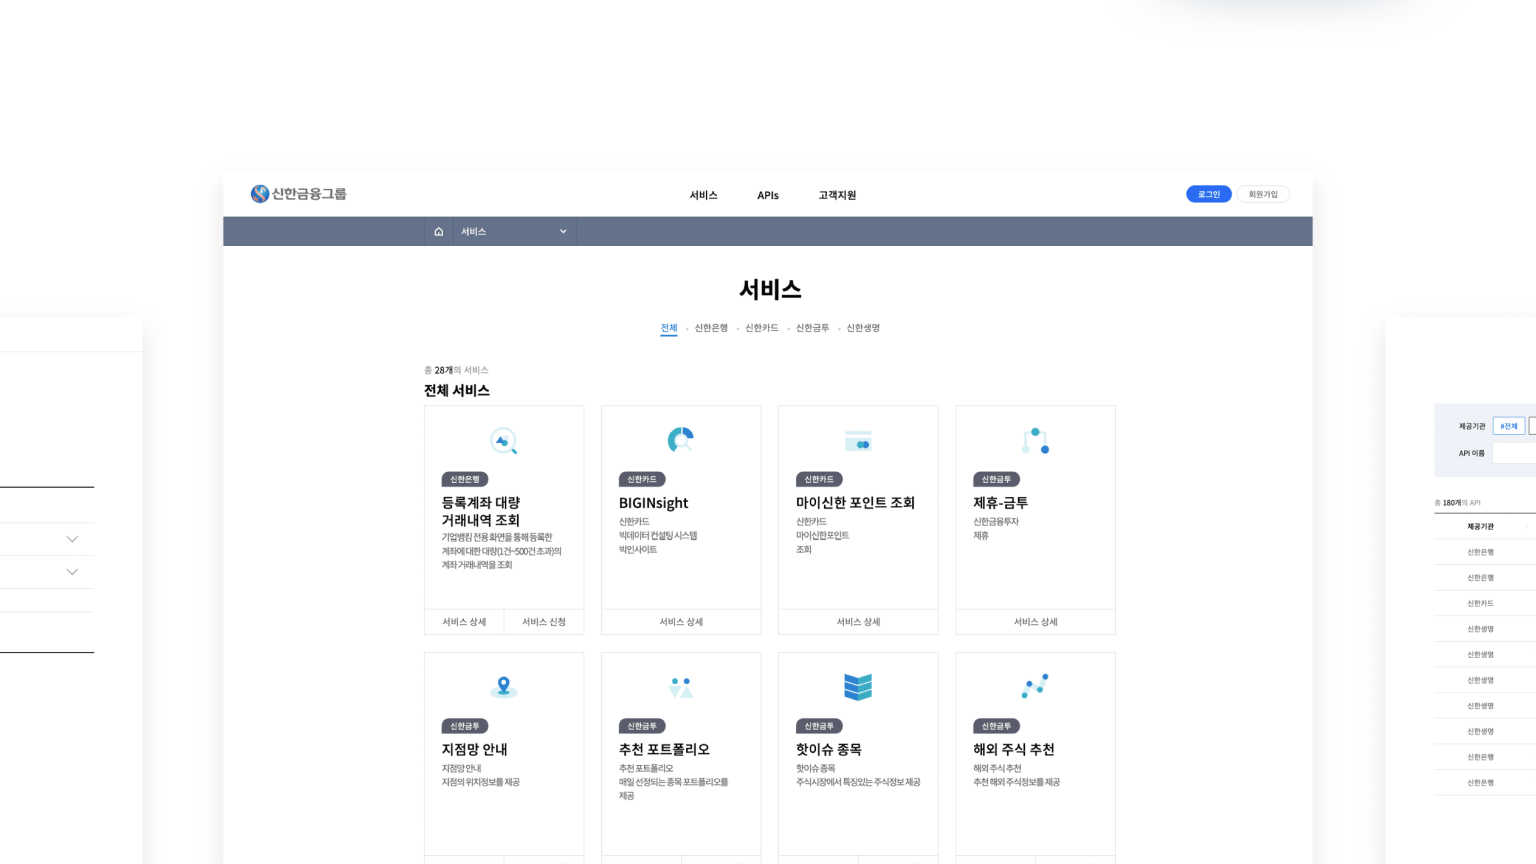 신한금융그룹
서비스
APIs
고객지원
로그인
회원가입
서비스
서비스
전체
신한은행
신한카드
신한금투
신한생명
총 28개의 서비스
전체 서비스
신한은행
등록계좌 대량
거래내역 조회
기업뱅킹 전용 화면을 통해 등록한
계좌에 대한 대량(1건~500건 초과)의
계좌 거래내역을 조회
서비스 상세
서비스 신청
신한카드
BIGINsight
신한카드
빅데이터 컨설팅 시스템
빅인사이트
서비스 상세
신한카드
마이신한 포인트 조회
신한카드
마이신한포인트
조회
서비스 상세
신한금투
제휴-금투
신한금융투자
제휴
서비스 상세
신한금투
지점망 안내
지점망 안내
지점의 위치정보를 제공
신한금투
추천 포트폴리오
추천 포트폴리오
매일 선정되는 종목 포트폴리오를
제공
신한금투
핫이슈 종목
핫이슈 종목
주식시장에서 특징있는 주식정보 제공
신한금투
해외 주식 추천
해외 주식 추천
추천 해외 주식정보를 제공
제공기관
#전체
API 이름
총 180개의 API
제공기관
신한은행
신한은행
신한카드
신한생명
신한생명
신한생명
신한생명
신한생명
신한은행
신한은행